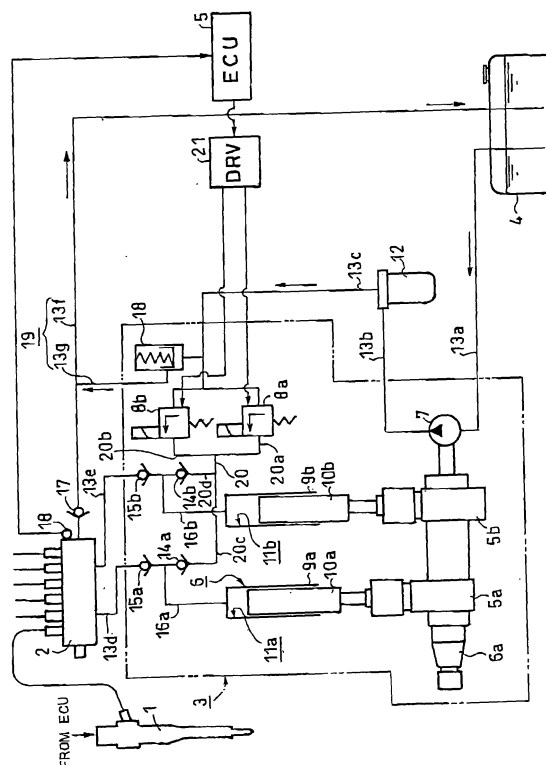 FROM ECU
1
2
18
17
19
13f
13g
5
ECU
21
DRV
4
13e
13d
18
8b
8a
20b
20a
20
20d
20c
15b
14b
15a
14a
16b
16a
13c
12
13b
13a
7
3
6
9a
10a
11a
9b
10b
11b
5b
5a
6a